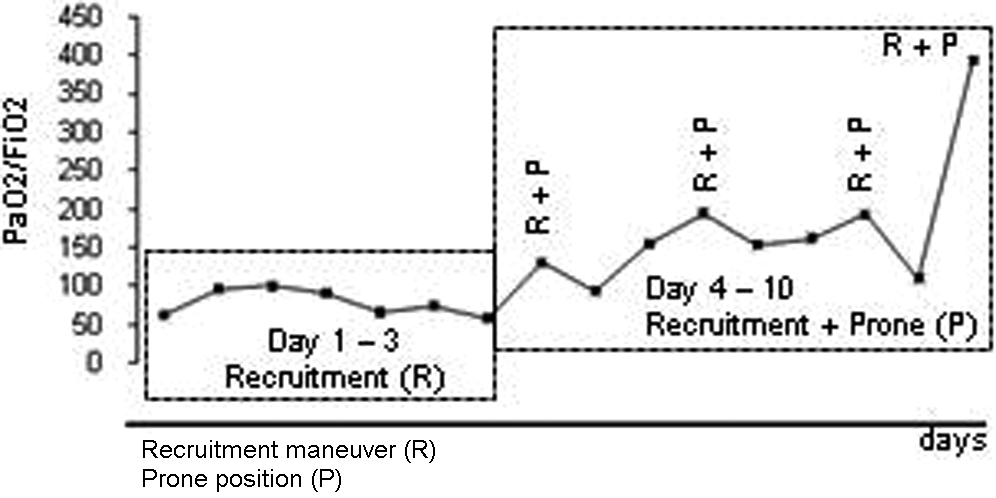 450
400
350
300
250
200
150
100
50
0
PaO2/FiO2
R + P
R + P
R + P
R + P
Day 1 – 3
Recruitment (R)
Day 4 – 10
Recruitment + Prone (P)
days
Recruitment maneuver (R)
Prone position (P)